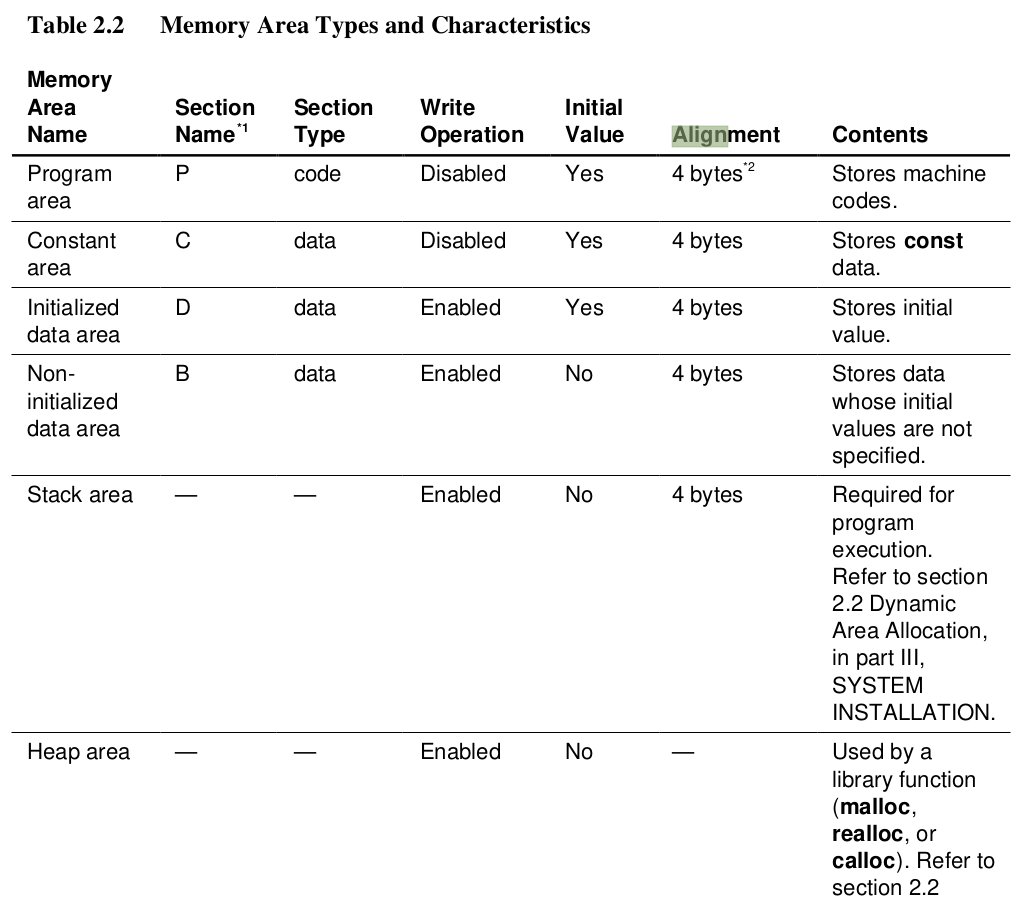 Table 2.2 Memory Area Types and Characteristics
Memory Area Name Section Name*1 Section Type Write Operation Initial Value Alignment Contents
Program area P code Disabled Yes 4 bytes*2 Stores machine codes.
Constant area C data Disabled Yes 4 bytes Stores const data.
Initialized data area D data Enabled Yes 4 bytes Stores initial value.
Non-initialized data area B data Enabled No 4 bytes Stores data whose initial values are not specified.
Stack area — — Enabled No 4 bytes Required for program execution. Refer to section 2.2 Dynamic Area Allocation, in part III, SYSTEM INSTALLATION.
Heap area — — Enabled No — Used by a library function (malloc, realloc, or calloc). Refer to section 2.2